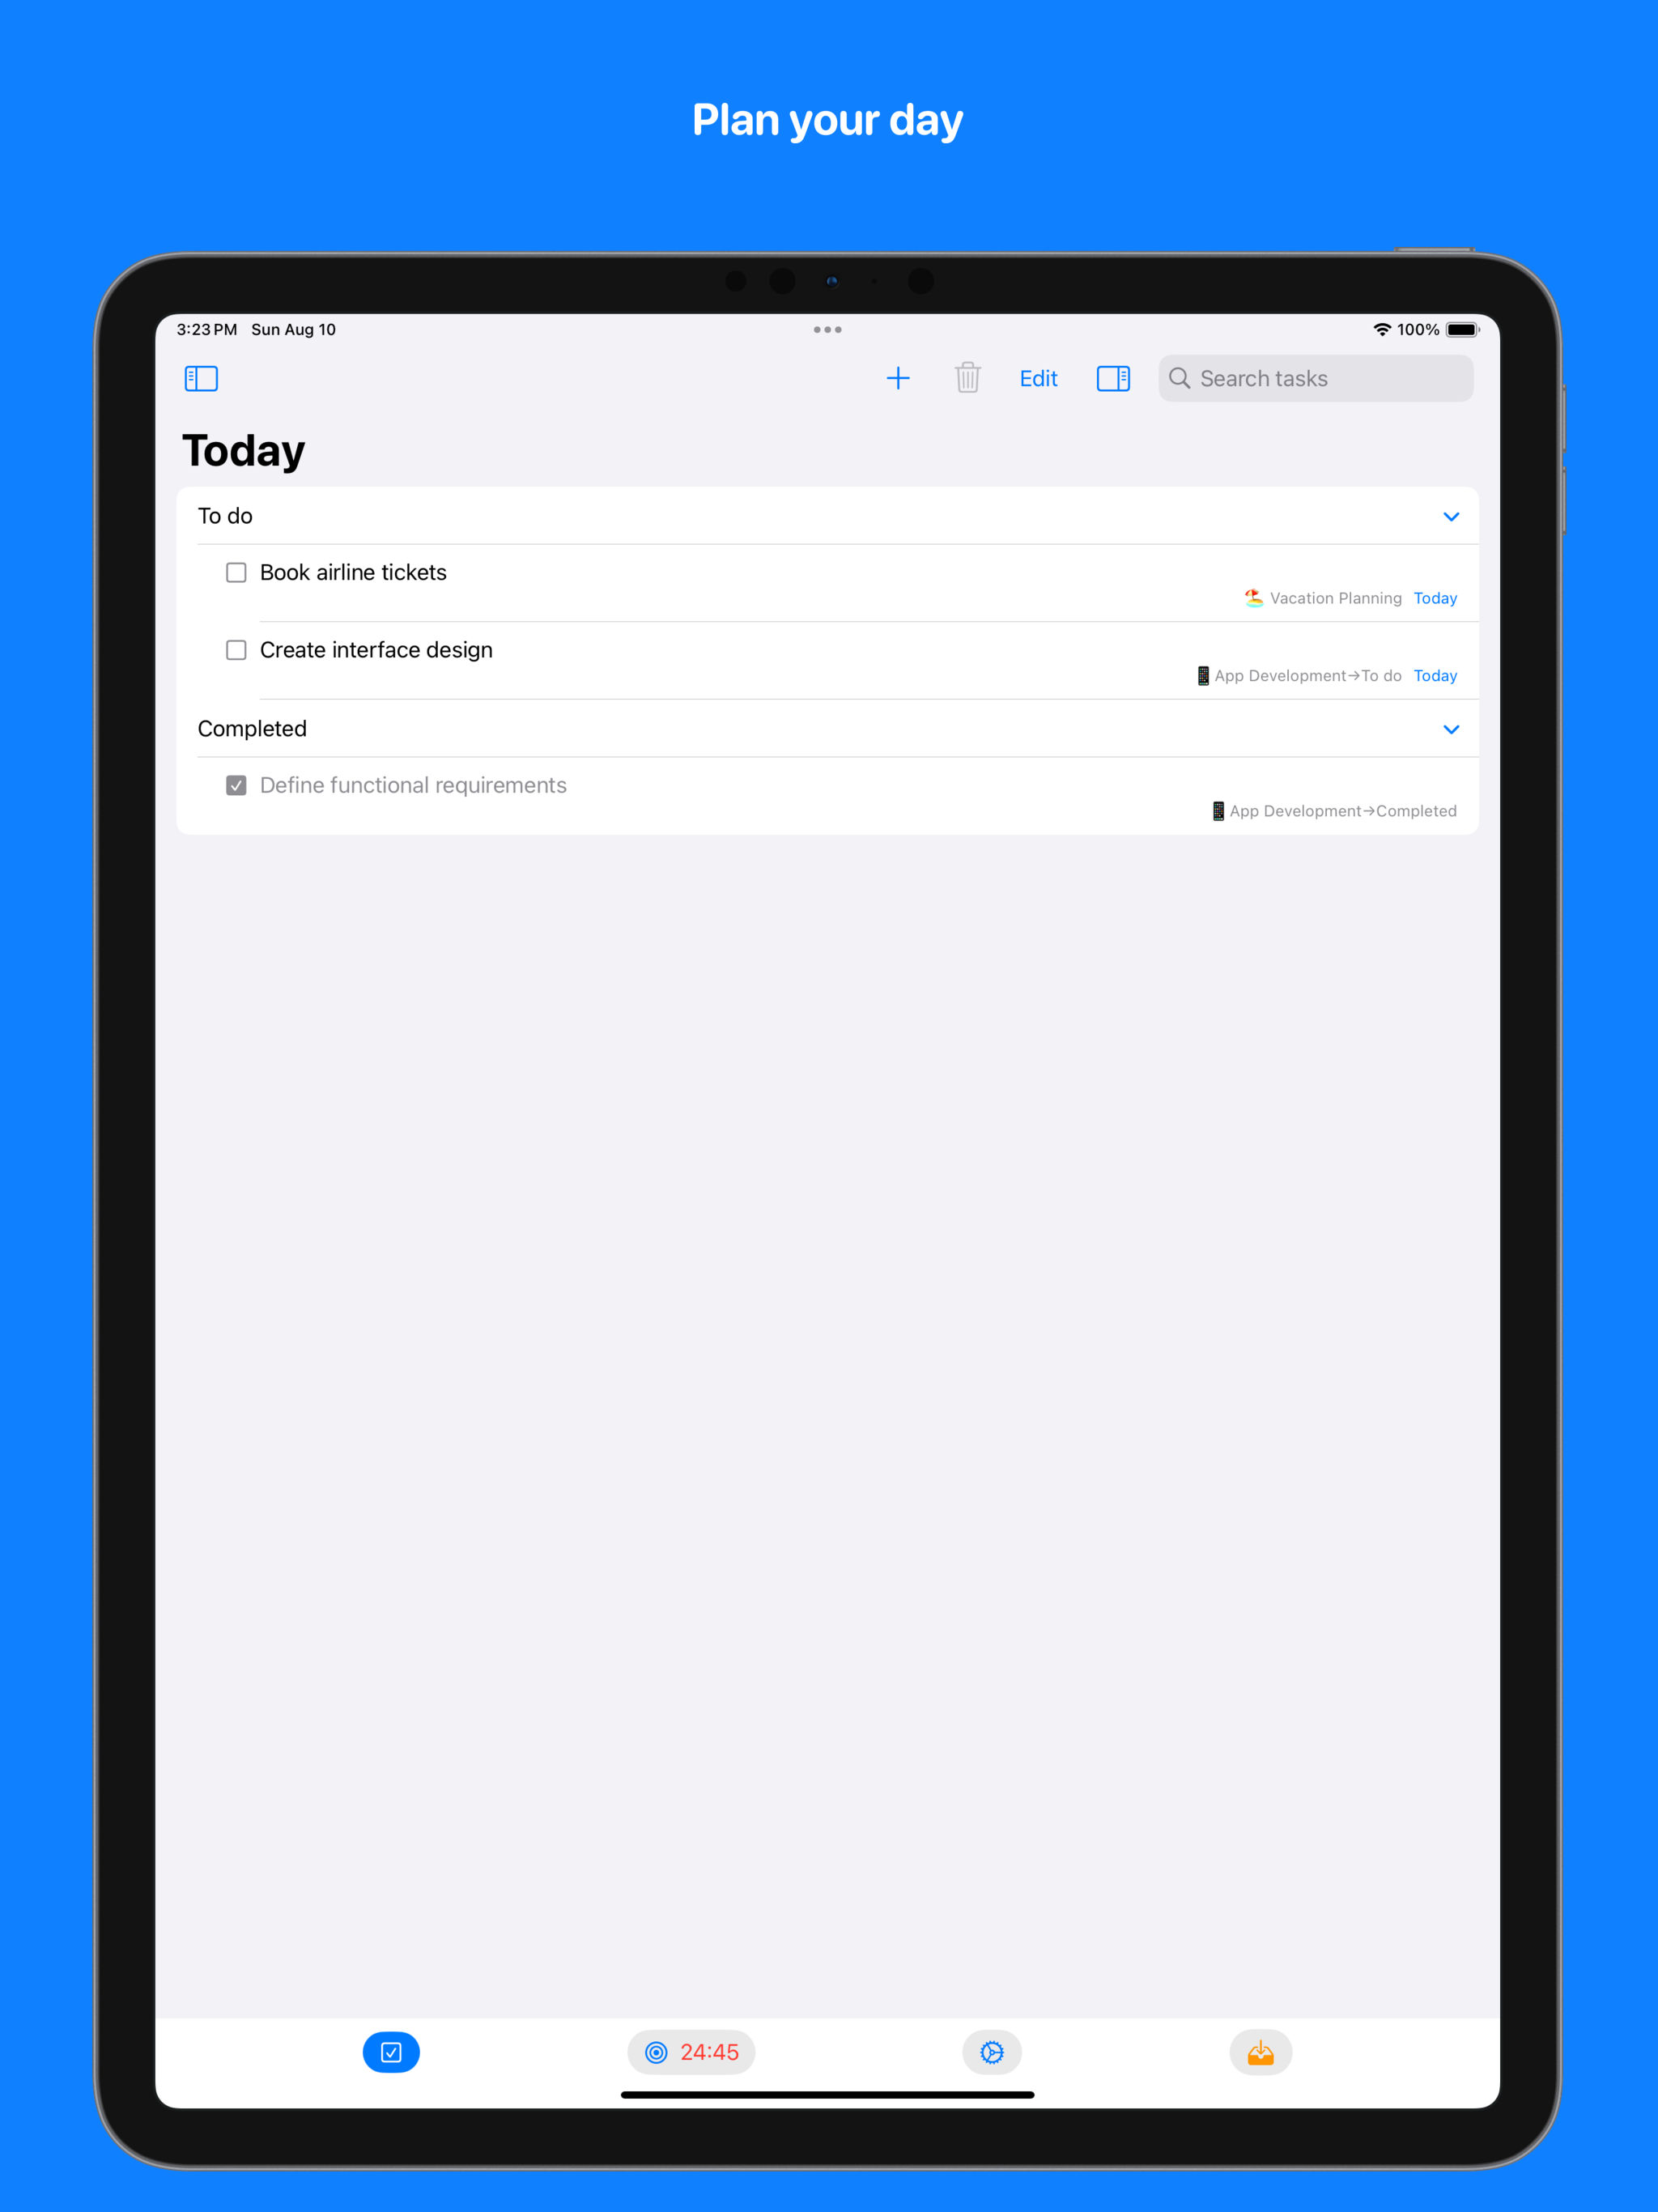 Plan your day
3:23 PM Sun Aug 10
100%
Edit
Search tasks
Today
To do
Book airline tickets
Vacation Planning Today
Create interface design
App Development→To do Today
Completed
Define functional requirements
App Development→Completed
24:45